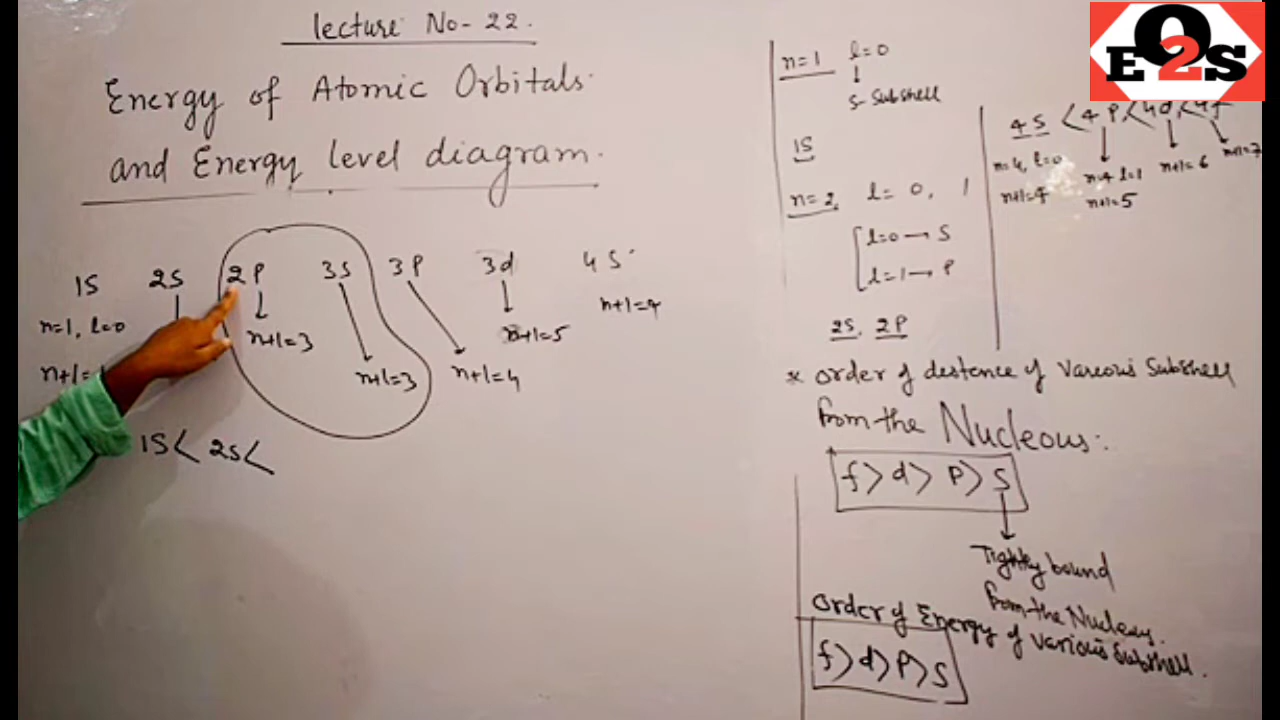 lecture No-22.
Energy of Atomic Orbitals
and Energy level diagram.
1S 2S 2P 3S 3P 3d 4S
n=1, l=0
n+l=3
n+l=3
n+l=4
n+l=5
n+l=4
n+l=
1S< 2S<
n=1 l=0
↓
S-Subshell
1S
n=2, l= 0, 1
l=0 → S
l=1 → P
2S, 2P
4S <4P<4d<4f
n=4, l=0
n+l=4
n=4 l=1
n+l=5
n+l=6
n+l=7
* Order of destence of Vareous Subshell
from the Nucleous:
f>d>P>S
Tightly bound
from the Nucleus.
Order of Energy of Various Subshell.
f>d>P>S
EO2S